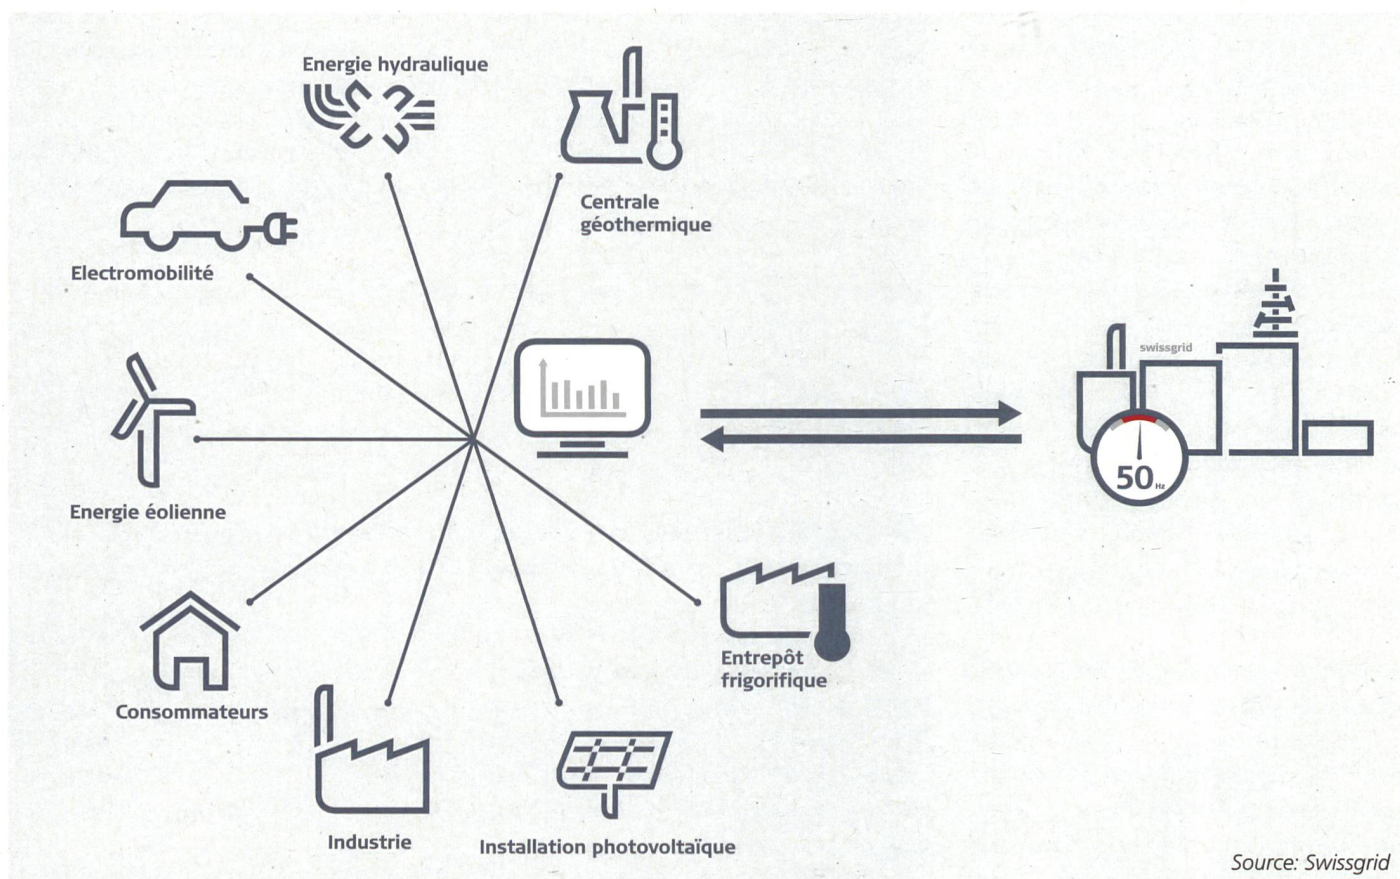 Energie hydraulique
Centrale
géothermique
Electromobilité
swissgrid
50 Hz
Energie éolienne
Entrepôt
frigorifique
Consommateurs
Industrie
Installation photovoltaïque
Source: Swissgrid